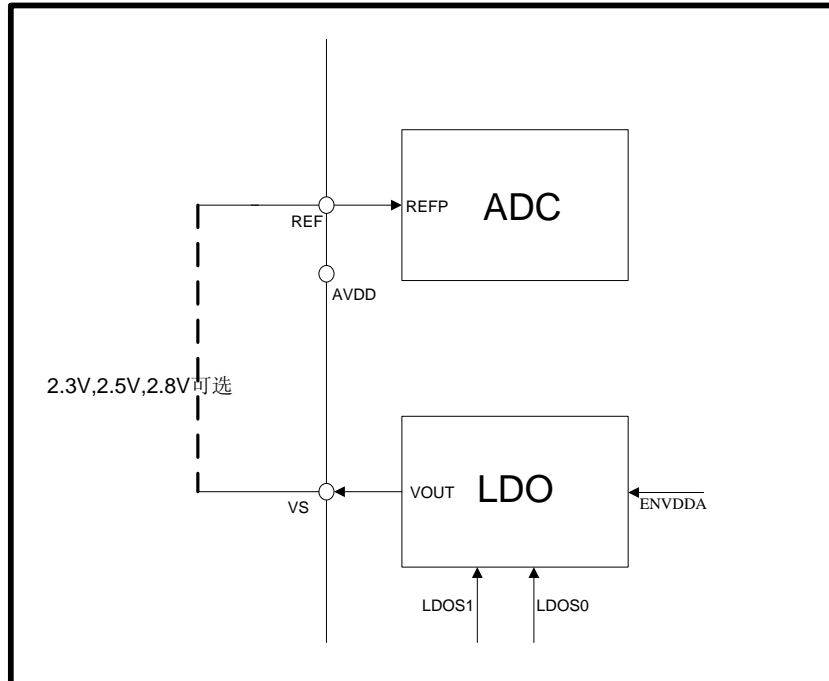 ADC
REFP
REF
AVDD
2.3V,2.5V,2.8V可选
VOUT
LDO
VS
ENVDDA
LDOS1
LDOS0